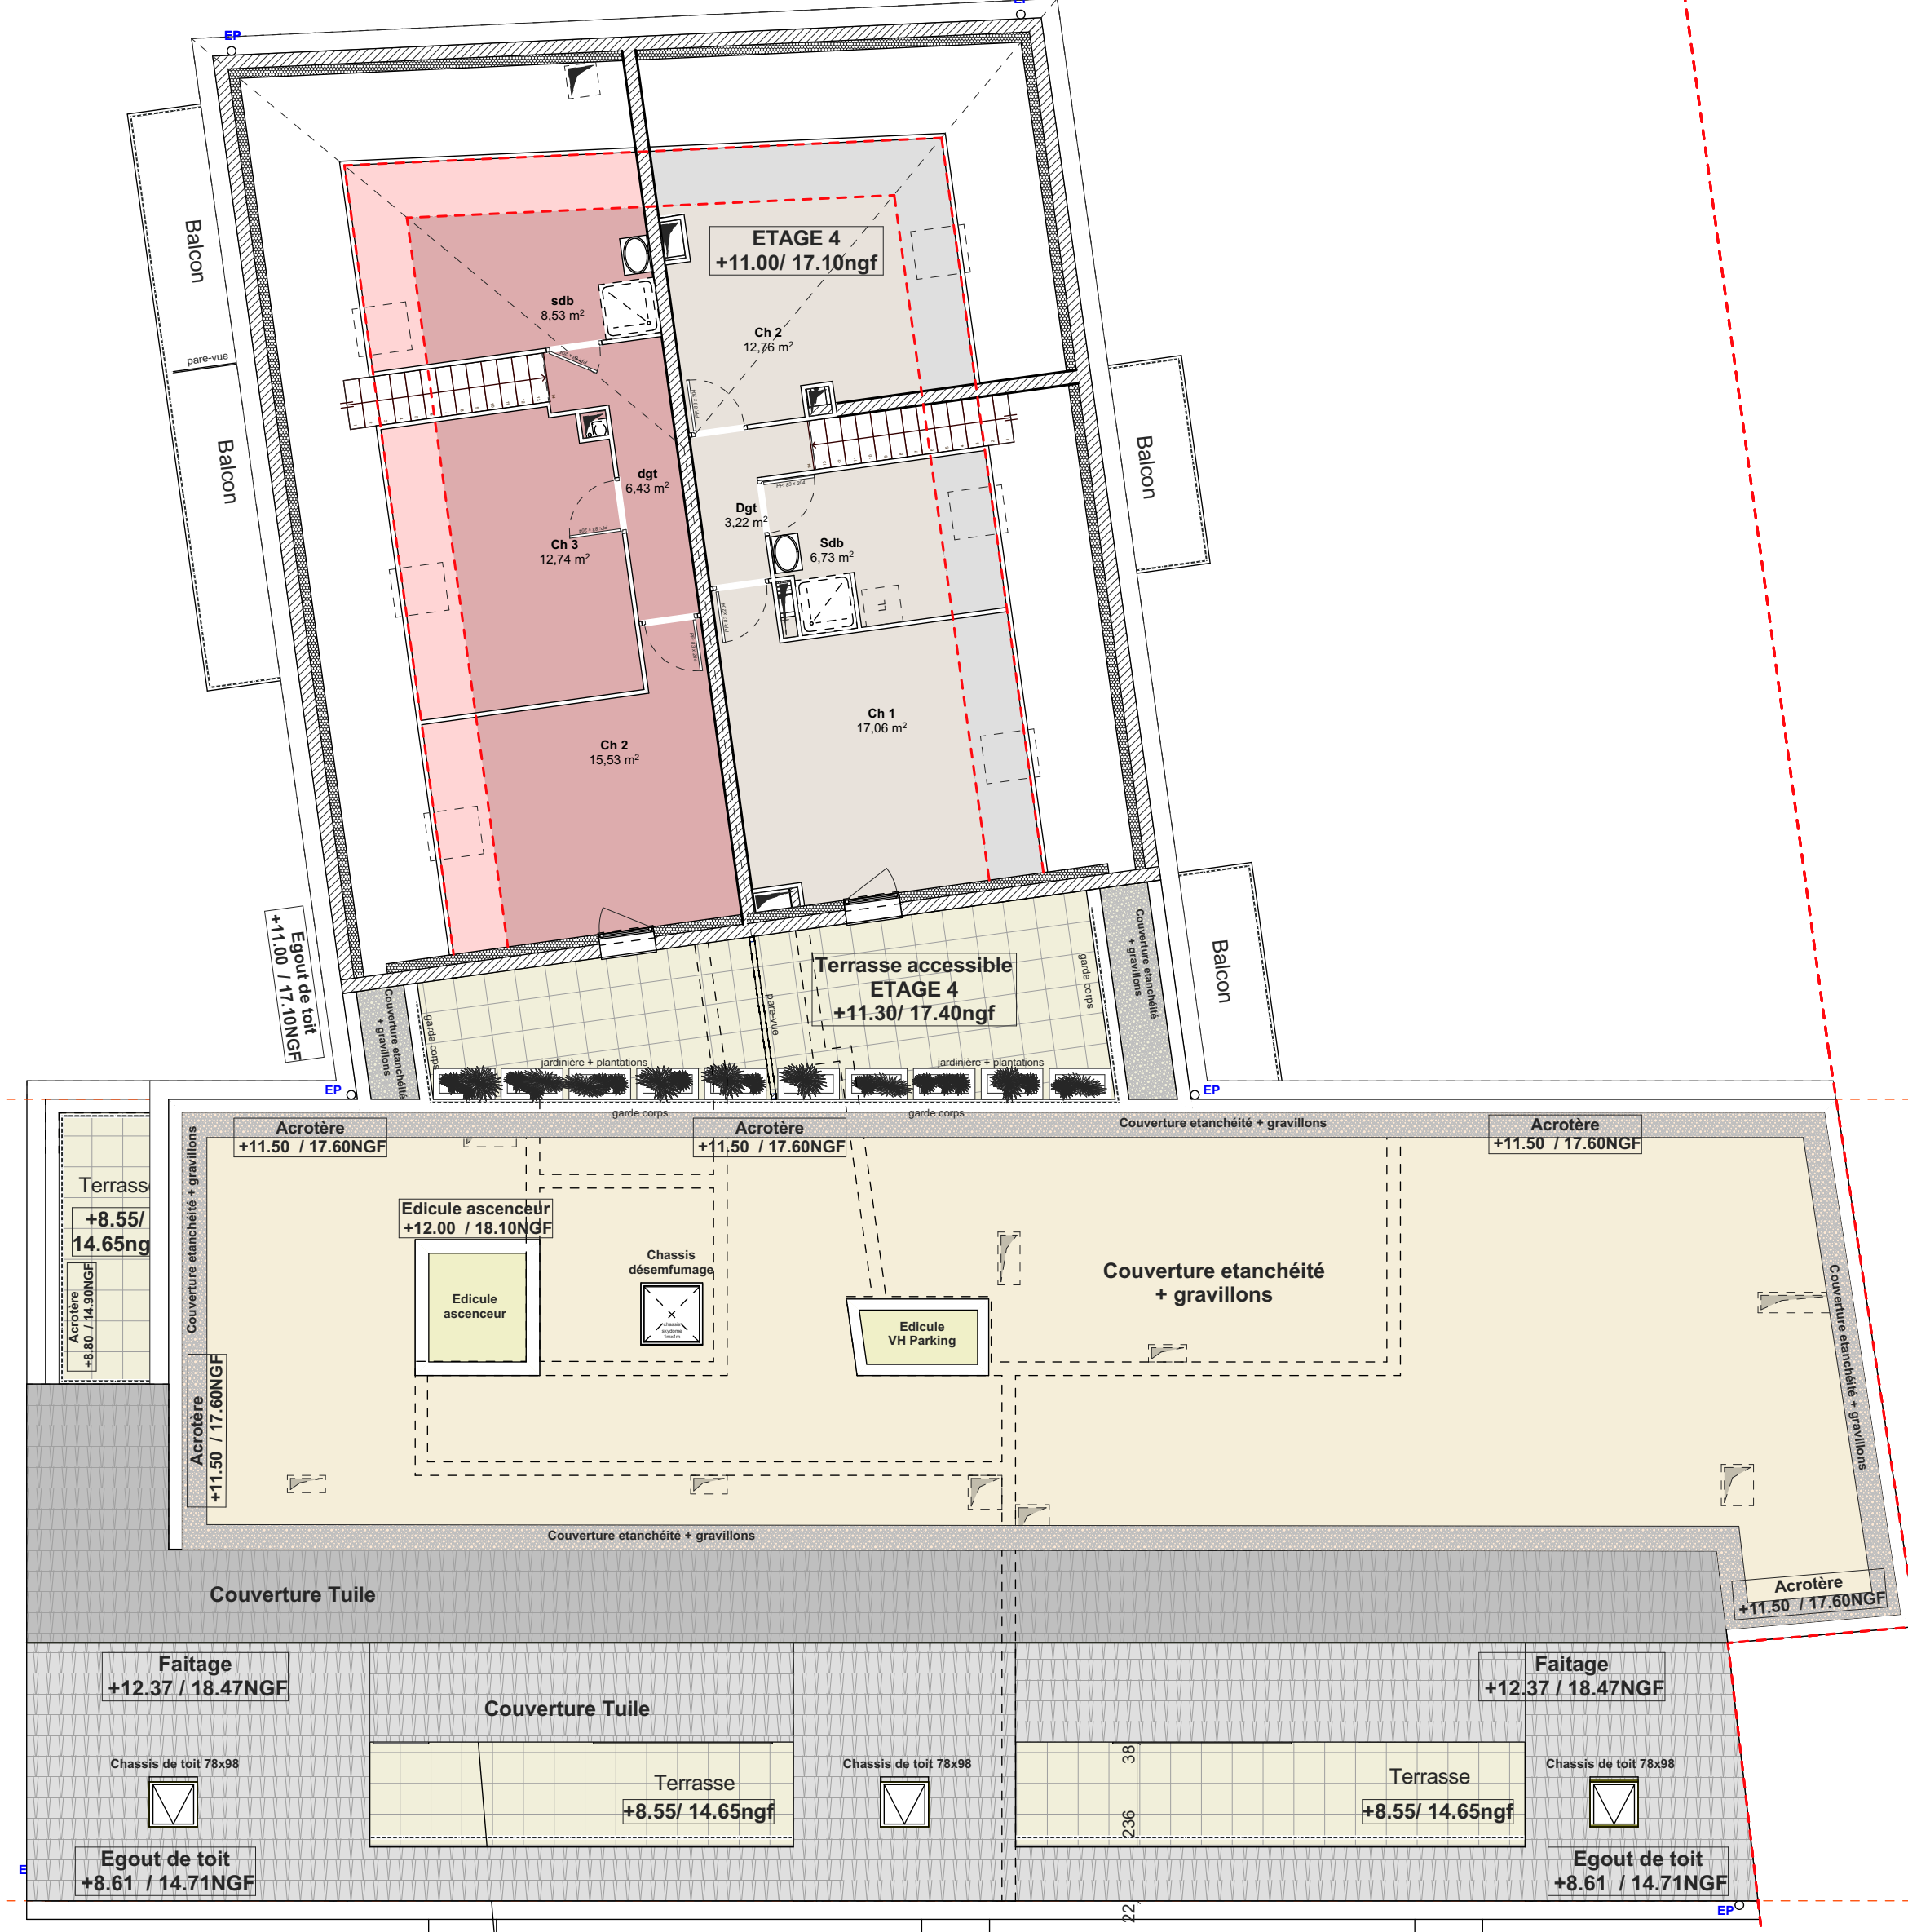 EP
EP
Balcon
pare-vue
Balcon
ETAGE 4
+11.00/ 17.10ngf
sdb
8,53 m²
Ch 2
12,76 m²
dgt
6,43 m²
Dgt
3,22 m²
Sdb
6,73 m²
Ch 3
12,74 m²
Ch 1
17,06 m²
Ch 2
15,53 m²
Balcon
Balcon
Egout de toit
+11.00 / 17.10NGF
Couverture etanchéité
+ gravillons
Couverture etanchéité
+ gravillons
Terrasse accessible
ETAGE 4
+11.30/ 17.40ngf
garde corps
garde corps
pare-vue
jardinière + plantations
jardinière + plantations
EP
EP
garde corps
garde corps
Acrotère
+11.50 / 17.60NGF
Acrotère
+11.50 / 17.60NGF
Couverture etanchéité + gravillons
Acrotère
+11.50 / 17.60NGF
Couverture etanchéité + gravillons
Terrasse
+8.55/
14.65ng
Acrotère
+8.80 / 14.90NGF
Acrotère
+11.50 / 17.60NGF
Edicule ascenceur
+12.00 / 18.10NGF
Edicule
ascenceur
Chassis
désemfumage
chassis
skydome
1mx1m
Edicule
VH Parking
Couverture etanchéité
+ gravillons
Couverture etanchéité + gravillons
Couverture etanchéité + gravillons
Couverture Tuile
Acrotère
+11.50 / 17.60NGF
Faitage
+12.37 / 18.47NGF
Couverture Tuile
Faitage
+12.37 / 18.47NGF
Chassis de toit 78x98
Chassis de toit 78x98
Chassis de toit 78x98
Terrasse
+8.55/ 14.65ngf
38
236
Terrasse
+8.55/ 14.65ngf
Egout de toit
+8.61 / 14.71NGF
Egout de toit
+8.61 / 14.71NGF
E
EP
22